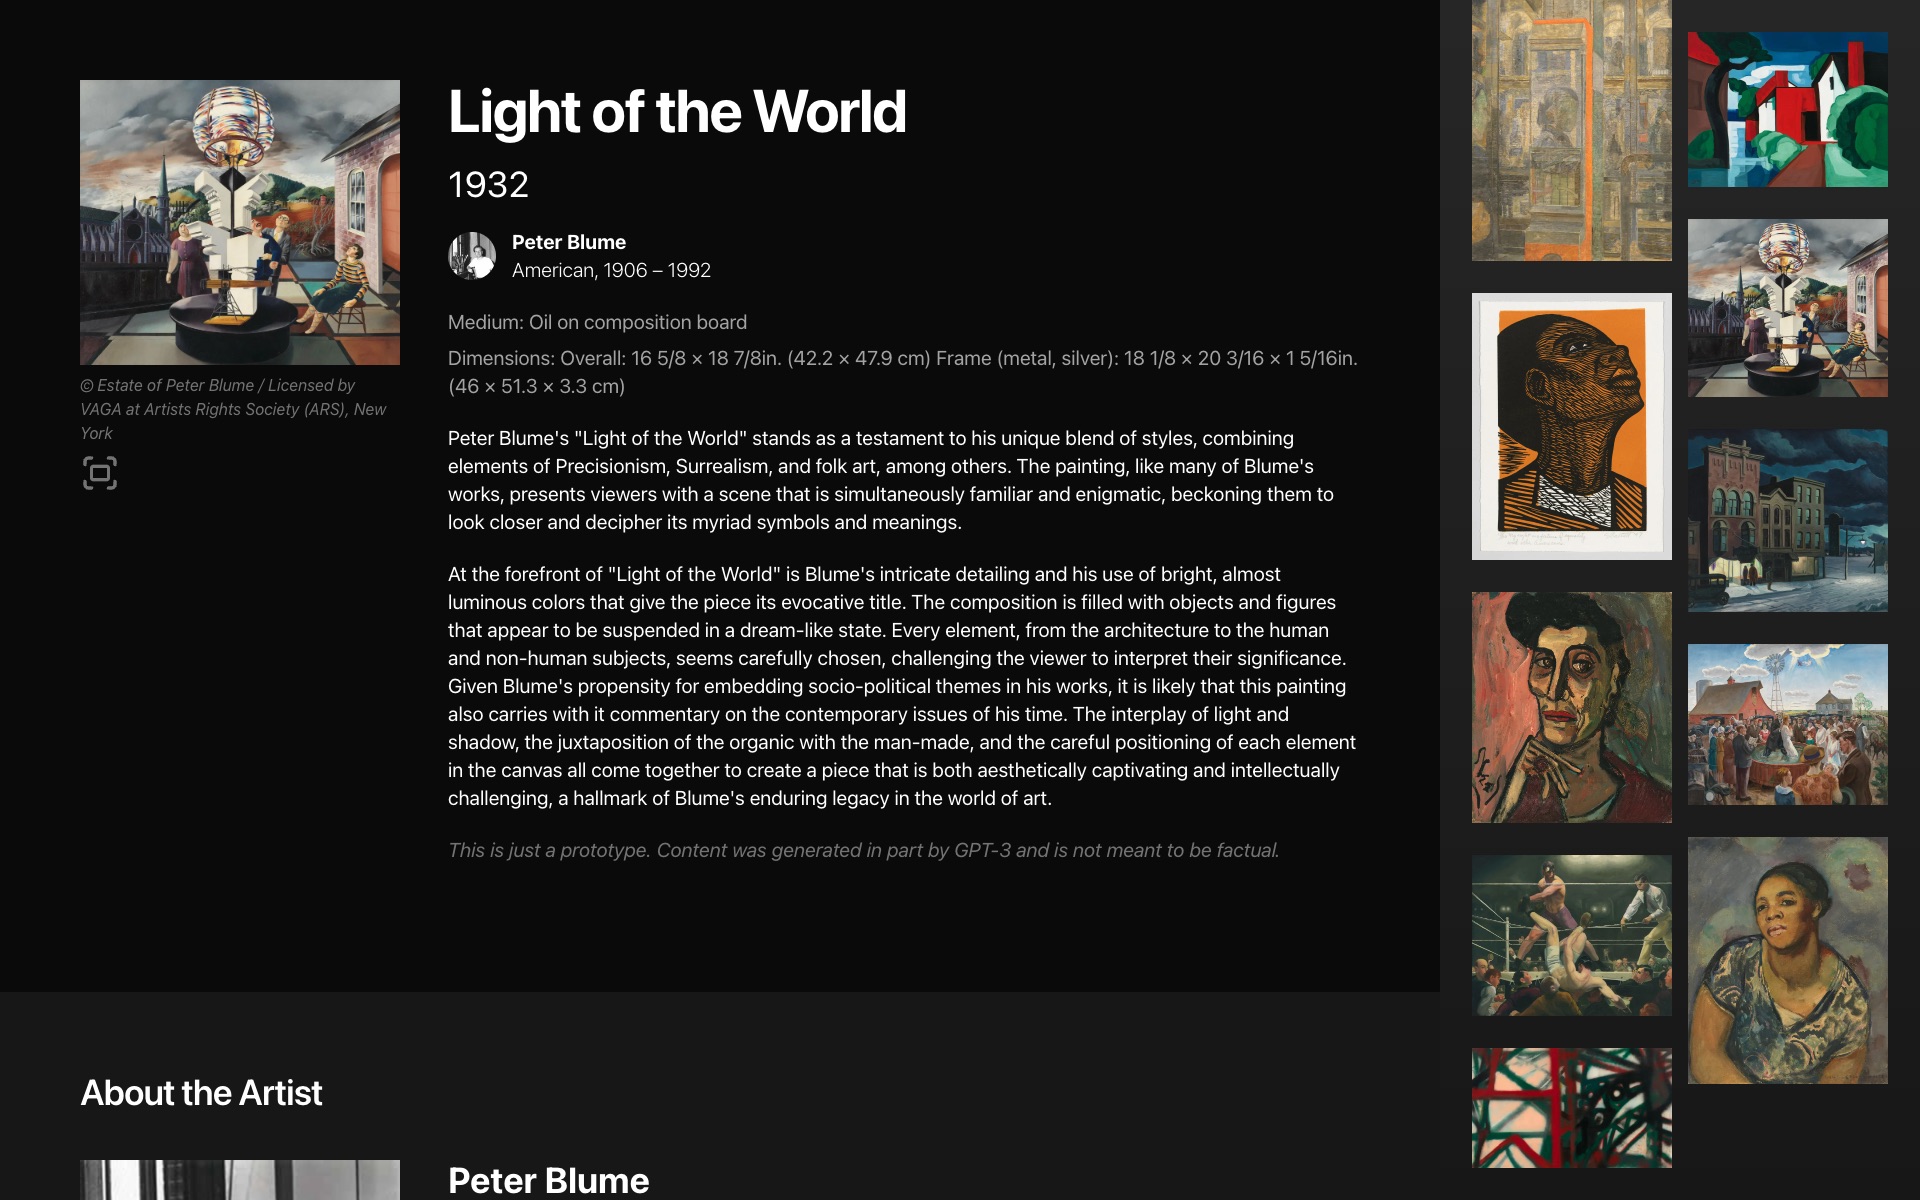 Light of the World
1932
Peter Blume
American, 1906 – 1992
Medium: Oil on composition board
Dimensions: Overall: 16 5/8 × 18 7/8in. (42.2 × 47.9 cm) Frame (metal, silver): 18 1/8 × 20 3/16 × 1 5/16in.
(46 × 51.3 × 3.3 cm)
© Estate of Peter Blume / Licensed by
VAGA at Artists Rights Society (ARS), New
York
Peter Blume's "Light of the World" stands as a testament to his unique blend of styles, combining
elements of Precisionism, Surrealism, and folk art, among others. The painting, like many of Blume's
works, presents viewers with a scene that is simultaneously familiar and enigmatic, beckoning them to
look closer and decipher its myriad symbols and meanings.
At the forefront of "Light of the World" is Blume's intricate detailing and his use of bright, almost
luminous colors that give the piece its evocative title. The composition is filled with objects and figures
that appear to be suspended in a dream-like state. Every element, from the architecture to the human
and non-human subjects, seems carefully chosen, challenging the viewer to interpret their significance.
Given Blume's propensity for embedding socio-political themes in his works, it is likely that this painting
also carries with it commentary on the contemporary issues of his time. The interplay of light and
shadow, the juxtaposition of the organic with the man-made, and the careful positioning of each element
in the canvas all come together to create a piece that is both aesthetically captivating and intellectually
challenging, a hallmark of Blume's enduring legacy in the world of art.
This is just a prototype. Content was generated in part by GPT-3 and is not meant to be factual.
About the Artist
Peter Blume